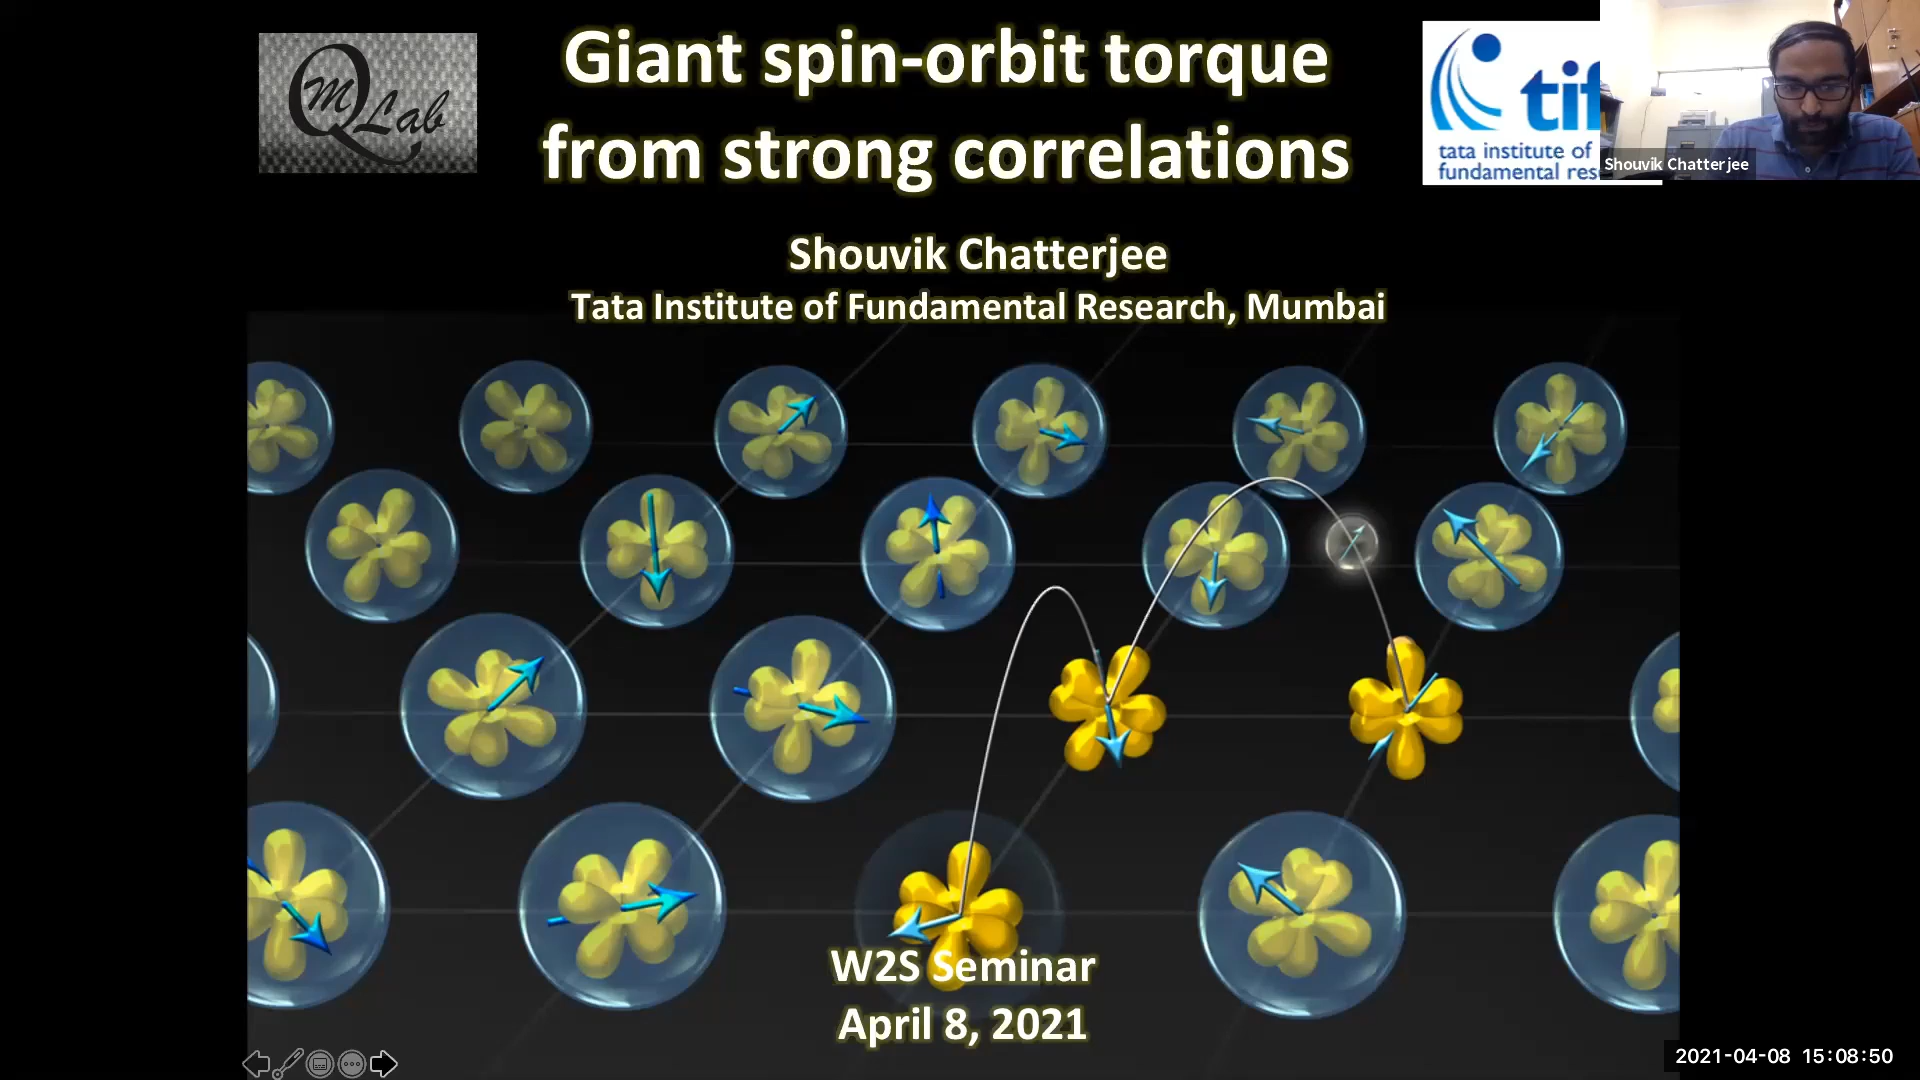 QmLab
Giant spin-orbit torque
from strong correlations
tif
tata institute of
fundamental res
Shouvik Chatterjee
Shouvik Chatterjee
Tata Institute of Fundamental Research, Mumbai
W2S Seminar
April 8, 2021
2021-04-08 15:08:50